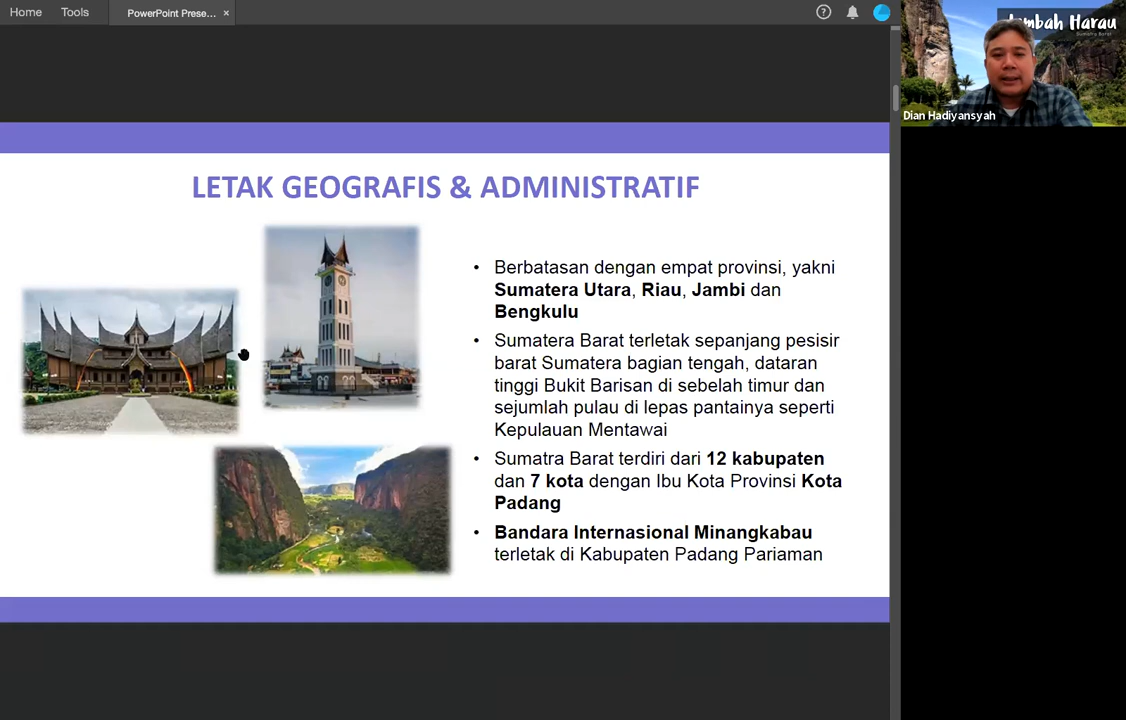 Home Tools PowerPoint Prese... ×
Harau
Sumatra Barat
Dian Hadiyansyah
LETAK GEOGRAFIS & ADMINISTRATIF
• Berbatasan dengan empat provinsi, yakni
Sumatera Utara, Riau, Jambi dan
Bengkulu
• Sumatera Barat terletak sepanjang pesisir
barat Sumatera bagian tengah, dataran
tinggi Bukit Barisan di sebelah timur dan
sejumlah pulau di lepas pantainya seperti
Kepulauan Mentawai
• Sumatra Barat terdiri dari 12 kabupaten
dan 7 kota dengan Ibu Kota Provinsi Kota
Padang
• Bandara Internasional Minangkabau
terletak di Kabupaten Padang Pariaman